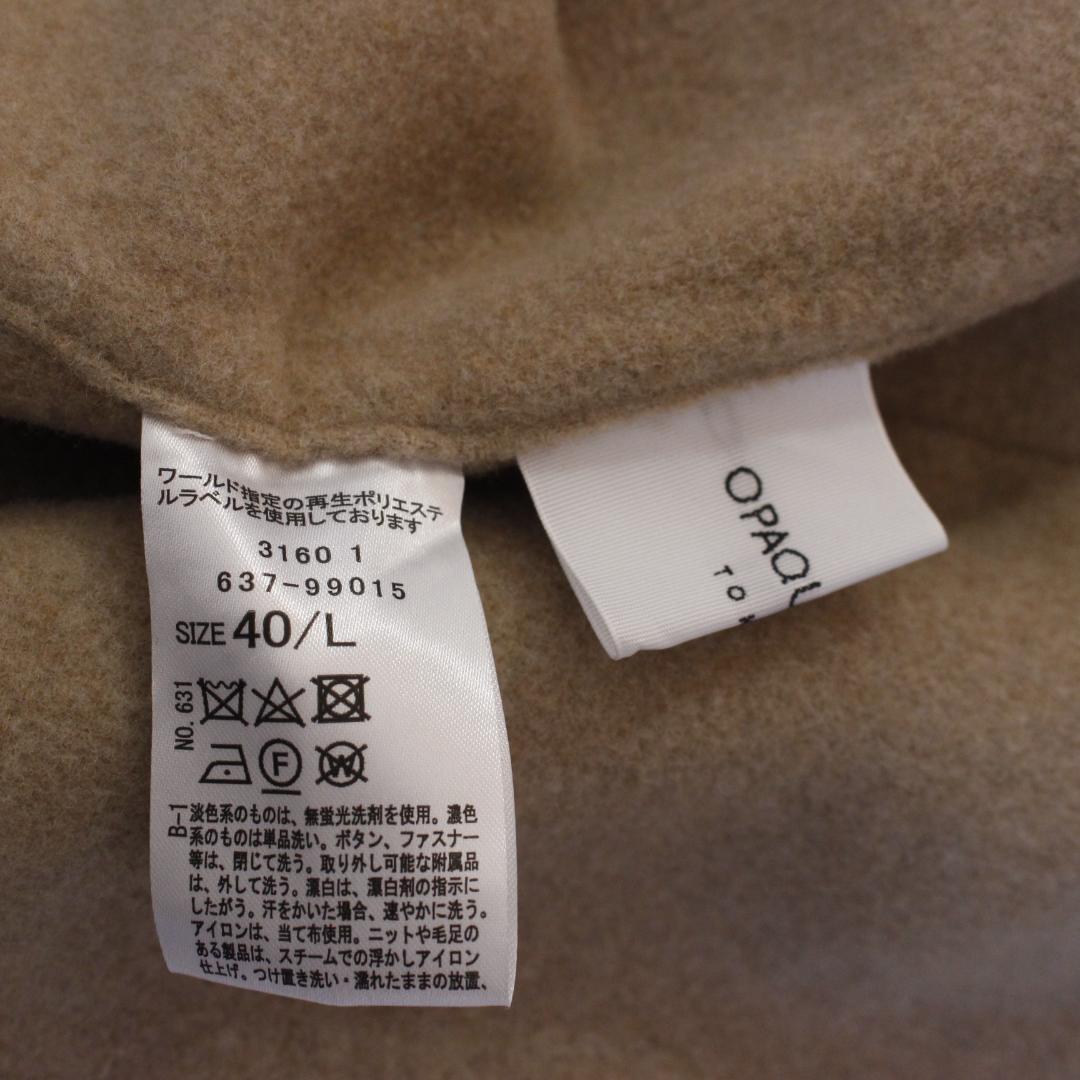 ワールド指定の再生ポリエステ
ルラベルを使用しております
3160 1
637-99015
SIZE 40/L
NO. 631
F
W
B-1
淡色系のものは、無蛍光洗剤を使用。濃色
系のものは単品洗い。ボタン、ファスナー
等は、閉じて洗う。取り外し可能な附属品
は、外して洗う。漂白は、漂白剤の指示に
したがう。汗をかいた場合、速やかに洗う。
アイロンは、当て布使用。ニットや毛足の
ある製品は、スチームでの浮かしアイロン
仕上げ。つけ置き洗い・濡れたままの放置、
OPAQU
TO